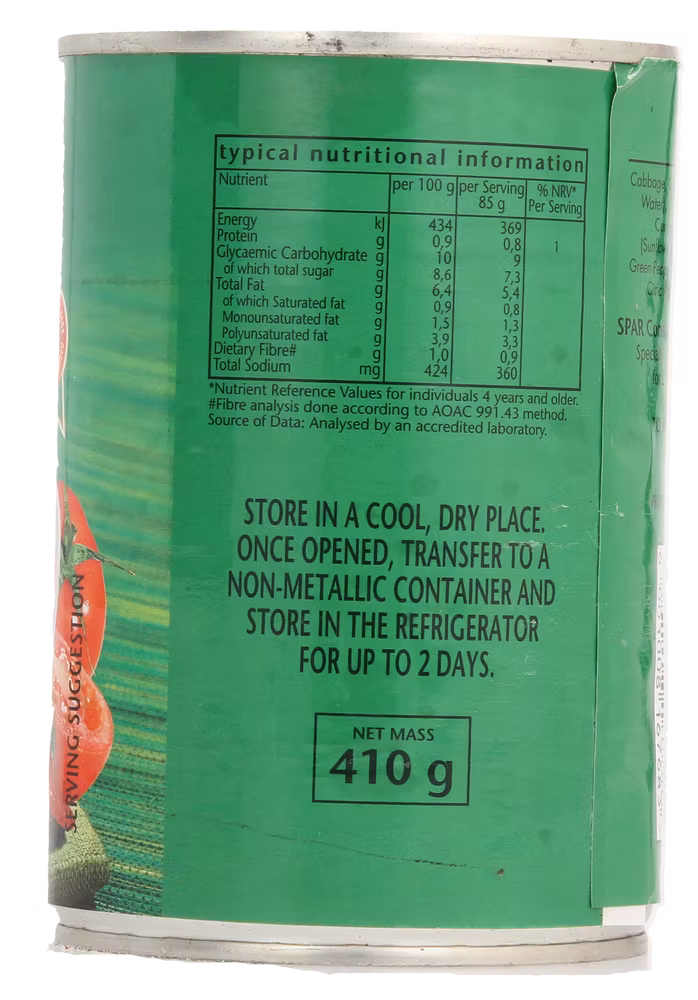 typical nutritional information
Nutrient per 100 g per Serving 85 g % NRV* Per Serving
Energy kJ 434 369
Protein g 0,9 0,8 1
Glycaemic Carbohydrate g 10 9
of which total sugar g 8,6 7,3
Total Fat g 6,4 5,4
of which Saturated fat g 0,9 0,8
Monounsaturated fat g 1,5 1,3
Polyunsaturated fat g 3,9 3,3
Dietary Fibre# g 1,0 0,9
Total Sodium mg 424 360
*Nutrient Reference Values for individuals 4 years and older.
#Fibre analysis done according to AOAC 991.43 method.
Source of Data: Analysed by an accredited laboratory.
STORE IN A COOL, DRY PLACE.
ONCE OPENED, TRANSFER TO A
NON-METALLIC CONTAINER AND
STORE IN THE REFRIGERATOR
FOR UP TO 2 DAYS.
NET MASS
410 g
SERVING SUGGESTION
Cabbage
Water
Green
SPAR